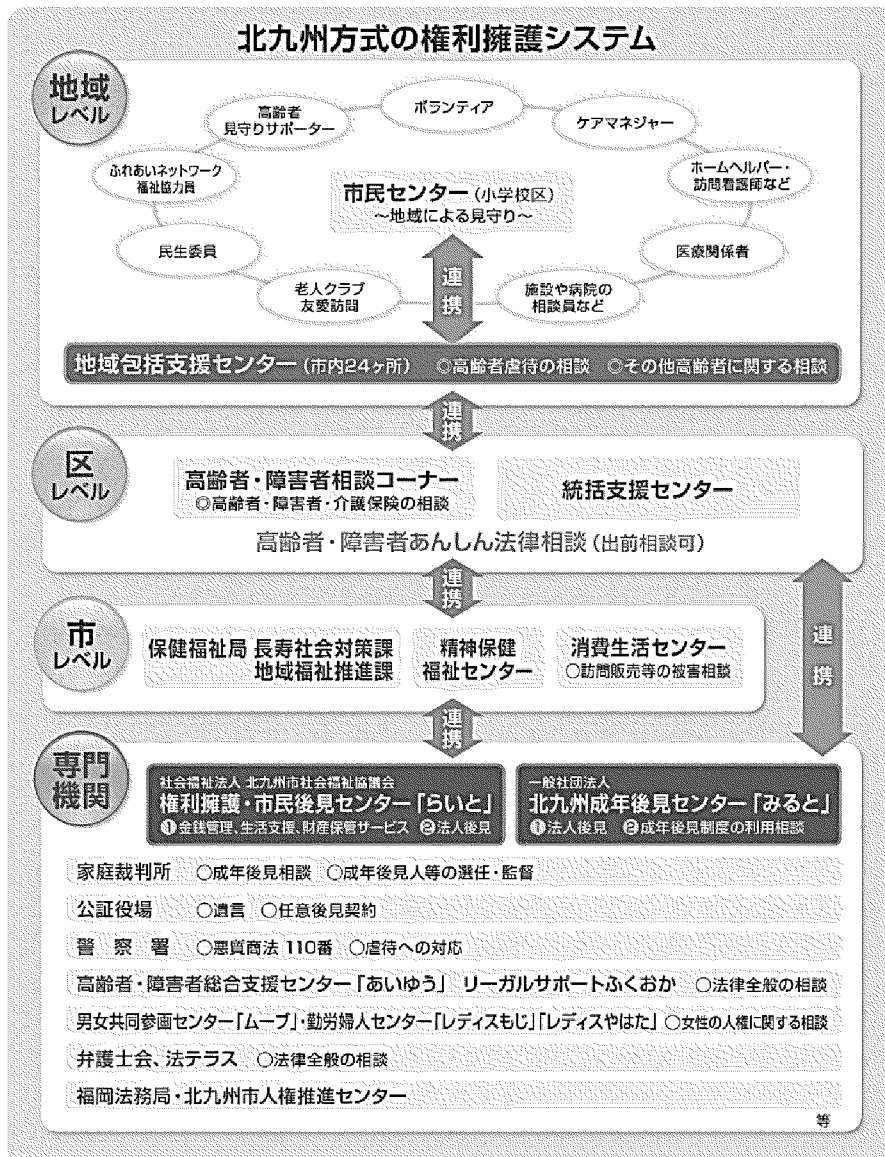 北九州方式の権利擁護システム
地域
レベル
ボランティア
高齢者
見守りサポーター
ケアマネジャー
ふれあいネットワーク
福祉協力員
ホームヘルパー・
訪問看護師など
市民センター(小学校区)
~地域による見守り~
民生委員
医療関係者
老人クラブ
友愛訪問
連携
施設や病院の
相談員など
地域包括支援センター(市内24ヶ所) ◎高齢者虐待の相談 ◎その他高齢者に関する相談
連携
区
レベル
高齢者・障害者相談コーナー
◎高齢者・障害者・介護保険の相談
統括支援センター
高齢者・障害者あんしん法律相談(出前相談可)
連携
連携
市
レベル
保健福祉局 長寿社会対策課
地域福祉推進課
精神保健
福祉センター
消費生活センター
○訪問販売等の被害相談
連携
専門
機関
社会福祉法人 北九州市社会福祉協議会
権利擁護・市民後見センター「らいと」
❶金銭管理、生活支援、財産保管サービス ❷法人後見
一般社団法人
北九州成年後見センター「みると」
❶法人後見 ❷成年後見制度の利用相談
家庭裁判所 ○成年後見相談 ○成年後見人等の選任・監督
公証役場 ○遺言 ○任意後見契約
警察署 ○悪質商法110番 ○虐待への対応
高齢者・障害者総合支援センター「あいゆう」 リーガルサポートふくおか ○法律全般の相談
男女共同参画センター「ムーブ」・勤労婦人センター「レディスもじ」「レディスやはた」 ○女性の人権に関する相談
弁護士会、法テラス ○法律全般の相談
福岡法務局・北九州市人権推進センター
等